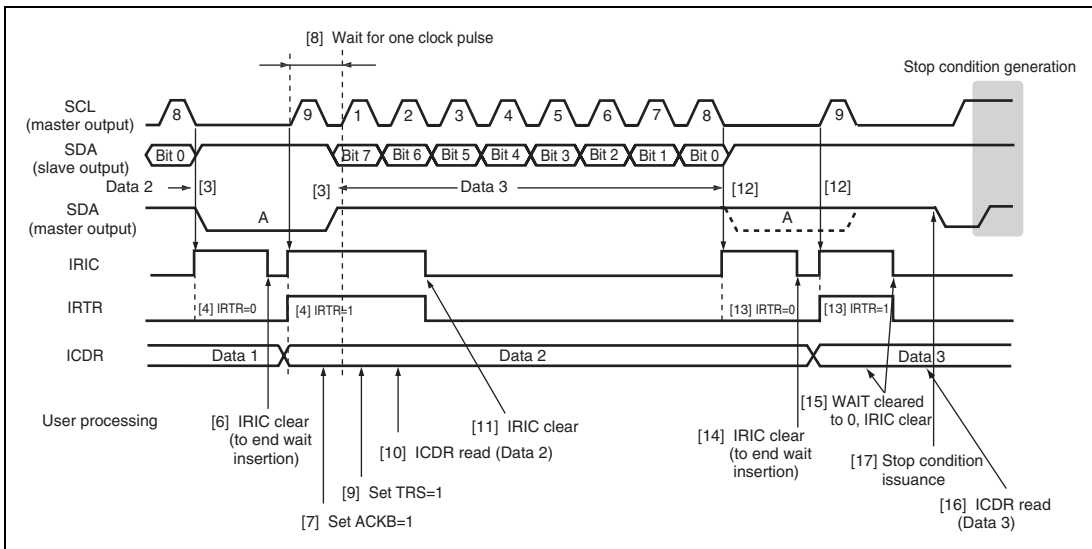 [8] Wait for one clock pulse
Stop condition generation
SCL
(master output)
8 9 1 2 3 4 5 6 7 8 9
SDA
(slave output)
Bit 0 Bit 7 Bit 6 Bit 5 Bit 4 Bit 3 Bit 2 Bit 1 Bit 0
Data 2 [3] [3] Data 3 [12] [12]
SDA
(master output)
A A
IRIC
IRTR
[4] IRTR=0 [4] IRTR=1 [13] IRTR=0 [13] IRTR=1
ICDR
Data 1 Data 2 Data 3
User processing
[6] IRIC clear
(to end wait
insertion)
[11] IRIC clear
[10] ICDR read (Data 2)
[9] Set TRS=1
[7] Set ACKB=1
[14] IRIC clear
(to end wait
insertion)
[15] WAIT cleared
to 0, IRIC clear
[17] Stop condition
issuance
[16] ICDR read
(Data 3)